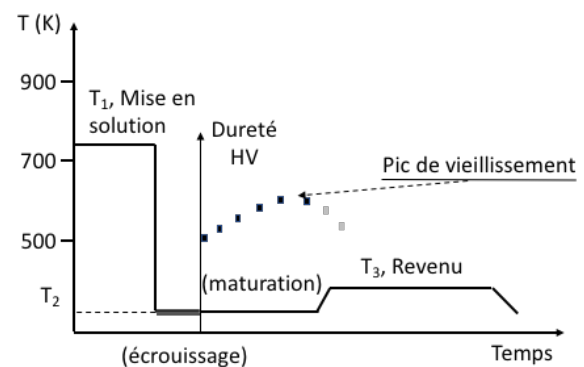 T (K)
900
T₁, Mise en
solution
Dureté
HV
700
Pic de vieillissement
500
(maturation)
T₃, Revenu
T₂
(écrouissage)
Temps